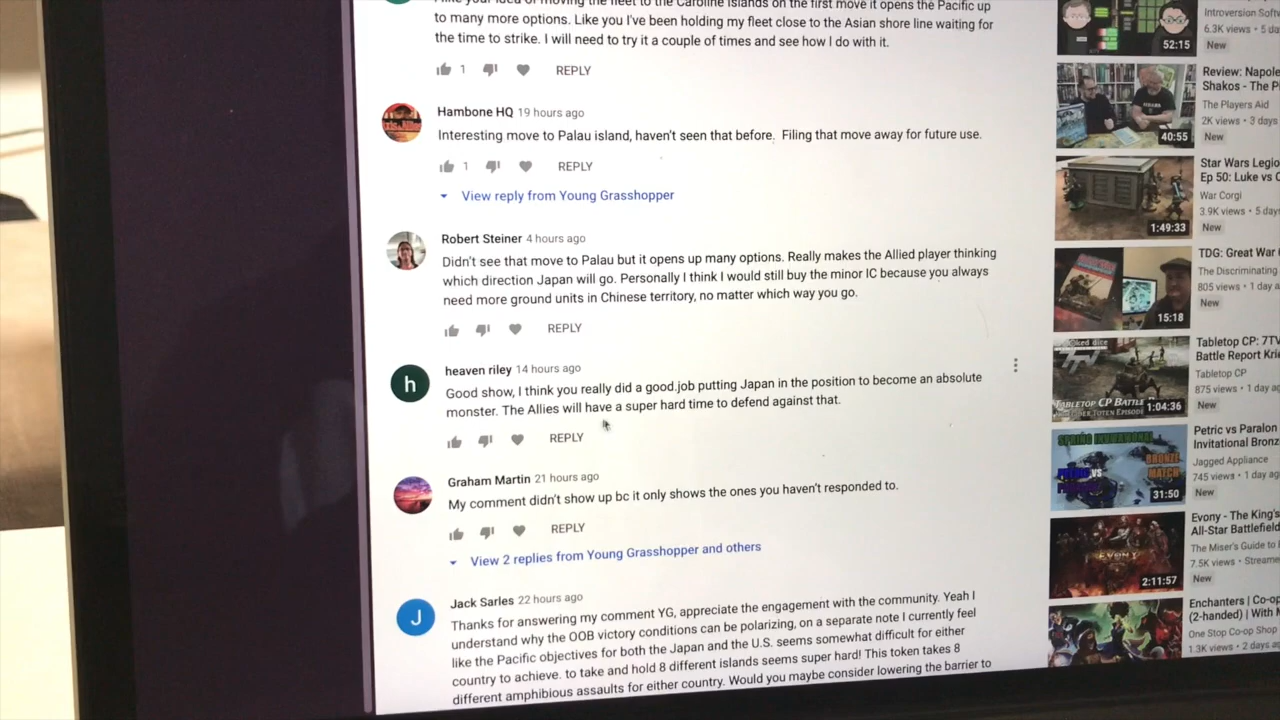 I like your idea of moving the fleet to the Caroline Islands on the first move it opens the Pacific up
to many more options. Like you I've been holding my fleet close to the Asian shore line waiting for
the time to strike. I will need to try it a couple of times and see how I do with it.
1 REPLY
Hambone HQ 19 hours ago
Interesting move to Palau island, haven't seen that before. Filing that move away for future use.
1 REPLY
View reply from Young Grasshopper
Robert Steiner 4 hours ago
Didn't see that move to Palau but it opens up many options. Really makes the Allied player thinking
which direction Japan will go. Personally I think I would still buy the minor IC because you always
need more ground units in Chinese territory, no matter which way you go.
REPLY
h
heaven riley 14 hours ago
Good show, I think you really did a good.job putting Japan in the position to become an absolute
monster. The Allies will have a super hard time to defend against that.
REPLY
Graham Martin 21 hours ago
My comment didn't show up bc it only shows the ones you haven't responded to.
REPLY
View 2 replies from Young Grasshopper and others
J
Jack Sarles 22 hours ago
Thanks for answering my comment YG, appreciate the engagement with the community. Yeah I
understand why the OOB victory conditions can be polarizing, on a separate note I currently feel
like the Pacific objectives for both the Japan and the U.S. seems somewhat difficult for either
country to achieve. to take and hold 8 different islands seems super hard! This token takes 8
different amphibious assaults for either country. Would you maybe consider lowering the barrier to
52:15
Introversion Softw
6.3K views • 5 da
New
40:55
Review: Napole
Shakos - The Pl
The Players Aid
2K views • 3 days
New
1:49:33
Star Wars Legio
Ep 50: Luke vs
War Corgi
3.9K views • 5 day
New
15:18
TDG: Great War
The Discriminating
805 views • 1 day a
New
TABLETOP CP BATTLE
1:04:36
Tabletop CP: 7TV
Battle Report Krie
Tabletop CP
875 views • 1 day ag
New
SPRING INVITATIONAL
BRONZE
MATCH
PETRIC VS
31:50
Petric vs Paralon
Invitational Bronz
Jagged Appliance
745 views • 1 day ag
New
EVONY
2:11:57
Evony - The King's
All-Star Battlefield
The Miser's Guide to
7.5K views • Streame
New
Enchanters | Co-op
(2-handed) | With M
One Stop Co-op Shop
1.3K views • 2 days ag